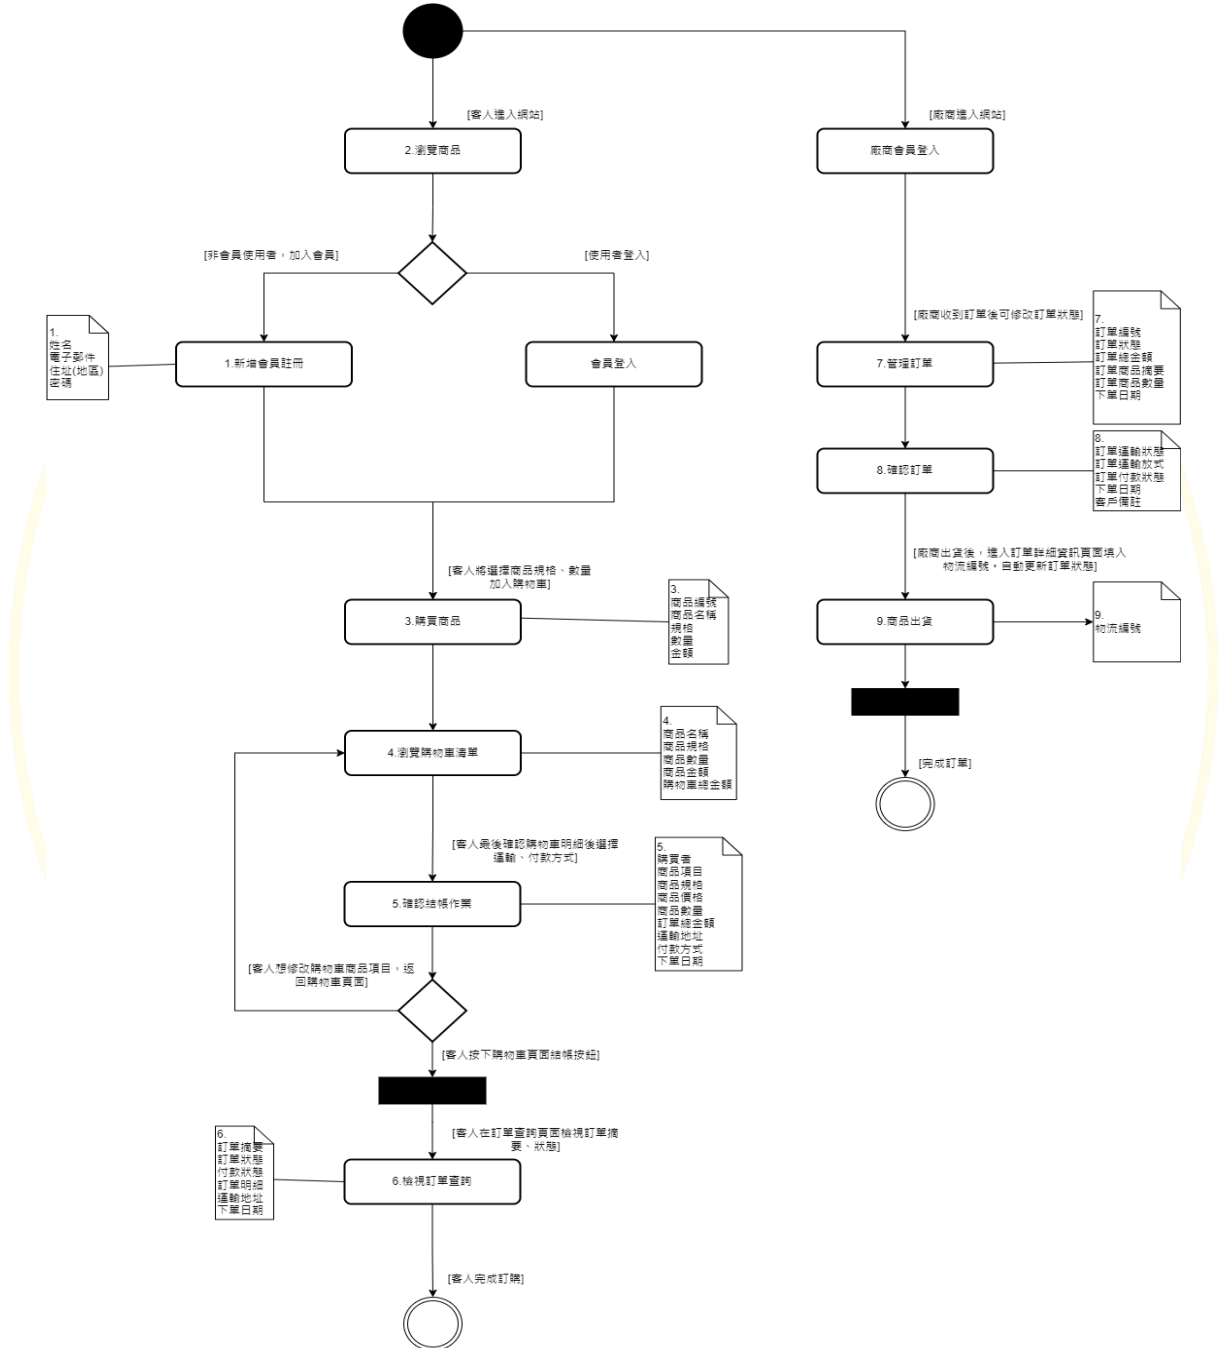 [客人進入網站]
[廠商進入網站]
2.瀏覽商品
廠商會員登入
[非會員使用者，加入會員]
[使用者登入]
1.
姓名
電子郵件
住址(地區)
密碼
1.新增會員註冊
會員登入
[廠商收到訂單後可修改訂單狀態]
7.管理訂單
7.
訂單編號
訂單狀態
訂單總金額
訂單商品摘要
訂單商品數量
下單日期
8.確認訂單
8.
訂單運輸狀態
訂單運輸放式
訂單付款狀態
下單日期
客戶備註
[客人將選擇商品規格、數量
加入購物車]
3.購買商品
3.
商品編號
商品名稱
規格
數量
金額
[廠商出貨後，進入訂單詳細資訊頁面填入
物流編號。自動更新訂單狀態]
9.商品出貨
9.
物流編號
4.瀏覽購物車清單
4.
商品名稱
商品規格
商品數量
商品金額
購物車總金額
[完成訂單]
[客人最後確認購物車明細後選擇
運輸、付款方式]
5.確認結帳作業
5.
購買者
商品項目
商品規格
商品價格
商品數量
訂單總金額
運輸地址
付款方式
下單日期
[客人想修改購物車商品項目，返
回購物車頁面]
[客人按下購物車頁面結帳按鈕]
[客人在訂單查詢頁面檢視訂單摘
要、狀態]
6.
訂單摘要
訂單狀態
付款狀態
訂單明細
運輸地址
下單日期
6.檢視訂單查詢
[客人完成訂購]